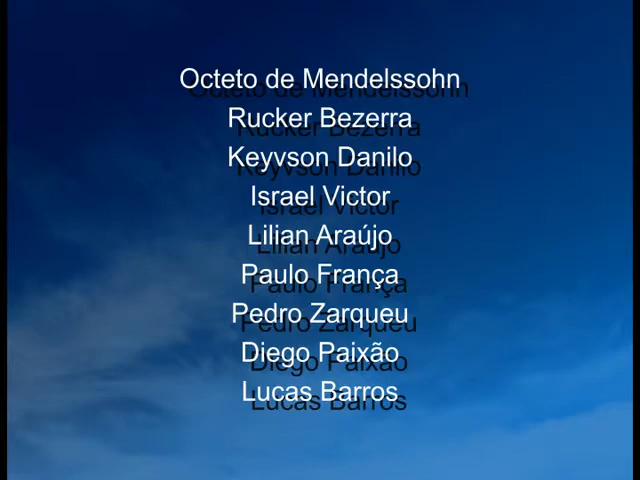 Octeto de Mendelssohn
Rucker Bezerra
Keyvson Danilo
Israel Victor
Lilian Araújo
Paulo França
Pedro Zarqueu
Diego Paixão
Lucas Barros